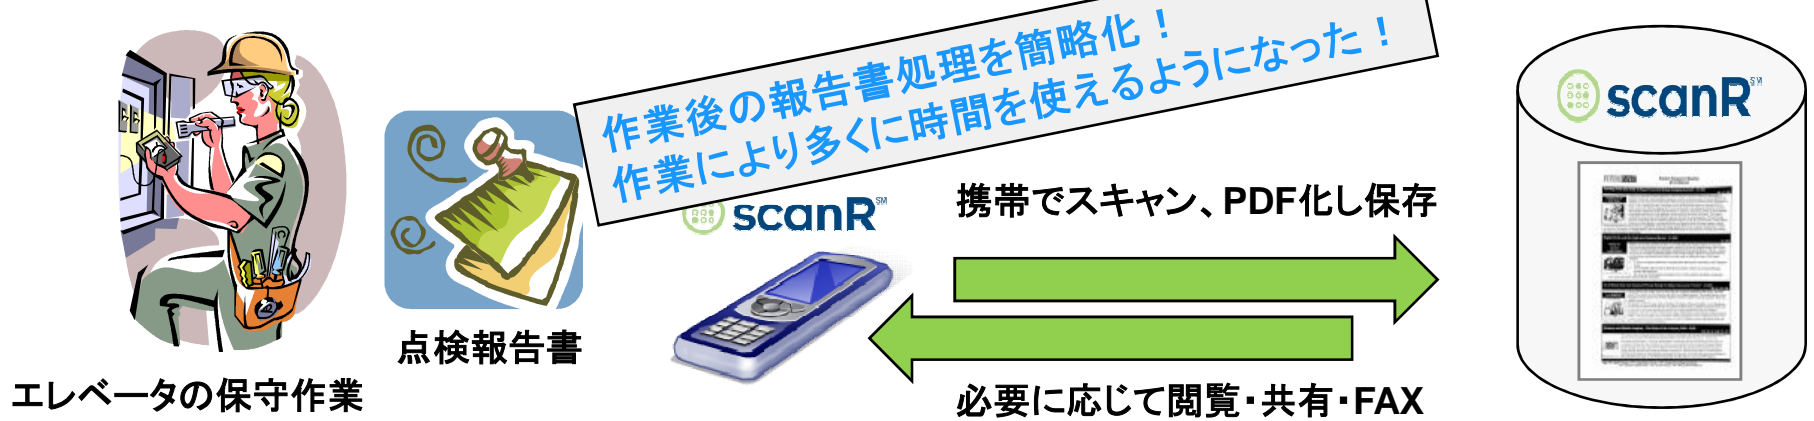 作業後の報告書処理を簡略化！
作業により多くに時間を使えるようになった！
scanR℠
scanR℠
携帯でスキャン、PDF化し保存
点検報告書
エレベータの保守作業
必要に応じて閲覧・共有・FAX